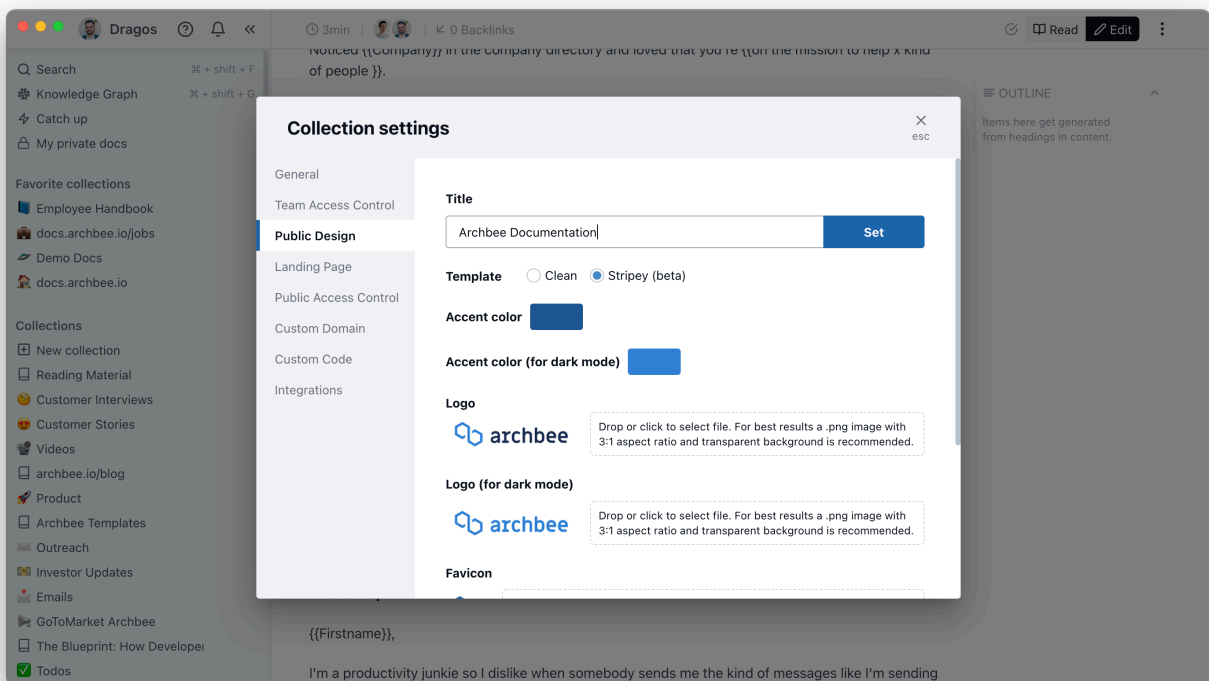 Dragos
Search ⌘ + shift + F
Knowledge Graph ⌘ + shift + G
Catch up
My private docs
Favorite collections
Employee Handbook
docs.archbee.io/jobs
Demo Docs
docs.archbee.io
Collections
New collection
Reading Material
Customer Interviews
Customer Stories
Videos
archbee.io/blog
Product
Archbee Templates
Outreach
Investor Updates
Emails
GoToMarket Archbee
The Blueprint: How Developer
Todos
3min
0 Backlinks
Read
Edit
Noticed {{Company}} in the company directory and loved that you're {{on the mission to help x kind
of people }}.
OUTLINE
Items here get generated
from headings in content.
Collection settings
esc
General
Team Access Control
Public Design
Landing Page
Public Access Control
Custom Domain
Custom Code
Integrations
Title
Archbee Documentation
Set
Template Clean Stripey (beta)
Accent color
Accent color (for dark mode)
Logo
archbee
Drop or click to select file. For best results a .png image with
3:1 aspect ratio and transparent background is recommended.
Logo (for dark mode)
archbee
Drop or click to select file. For best results a .png image with
3:1 aspect ratio and transparent background is recommended.
Favicon
{{Firstname}},
I'm a productivity junkie so I dislike when somebody sends me the kind of messages like I'm sending